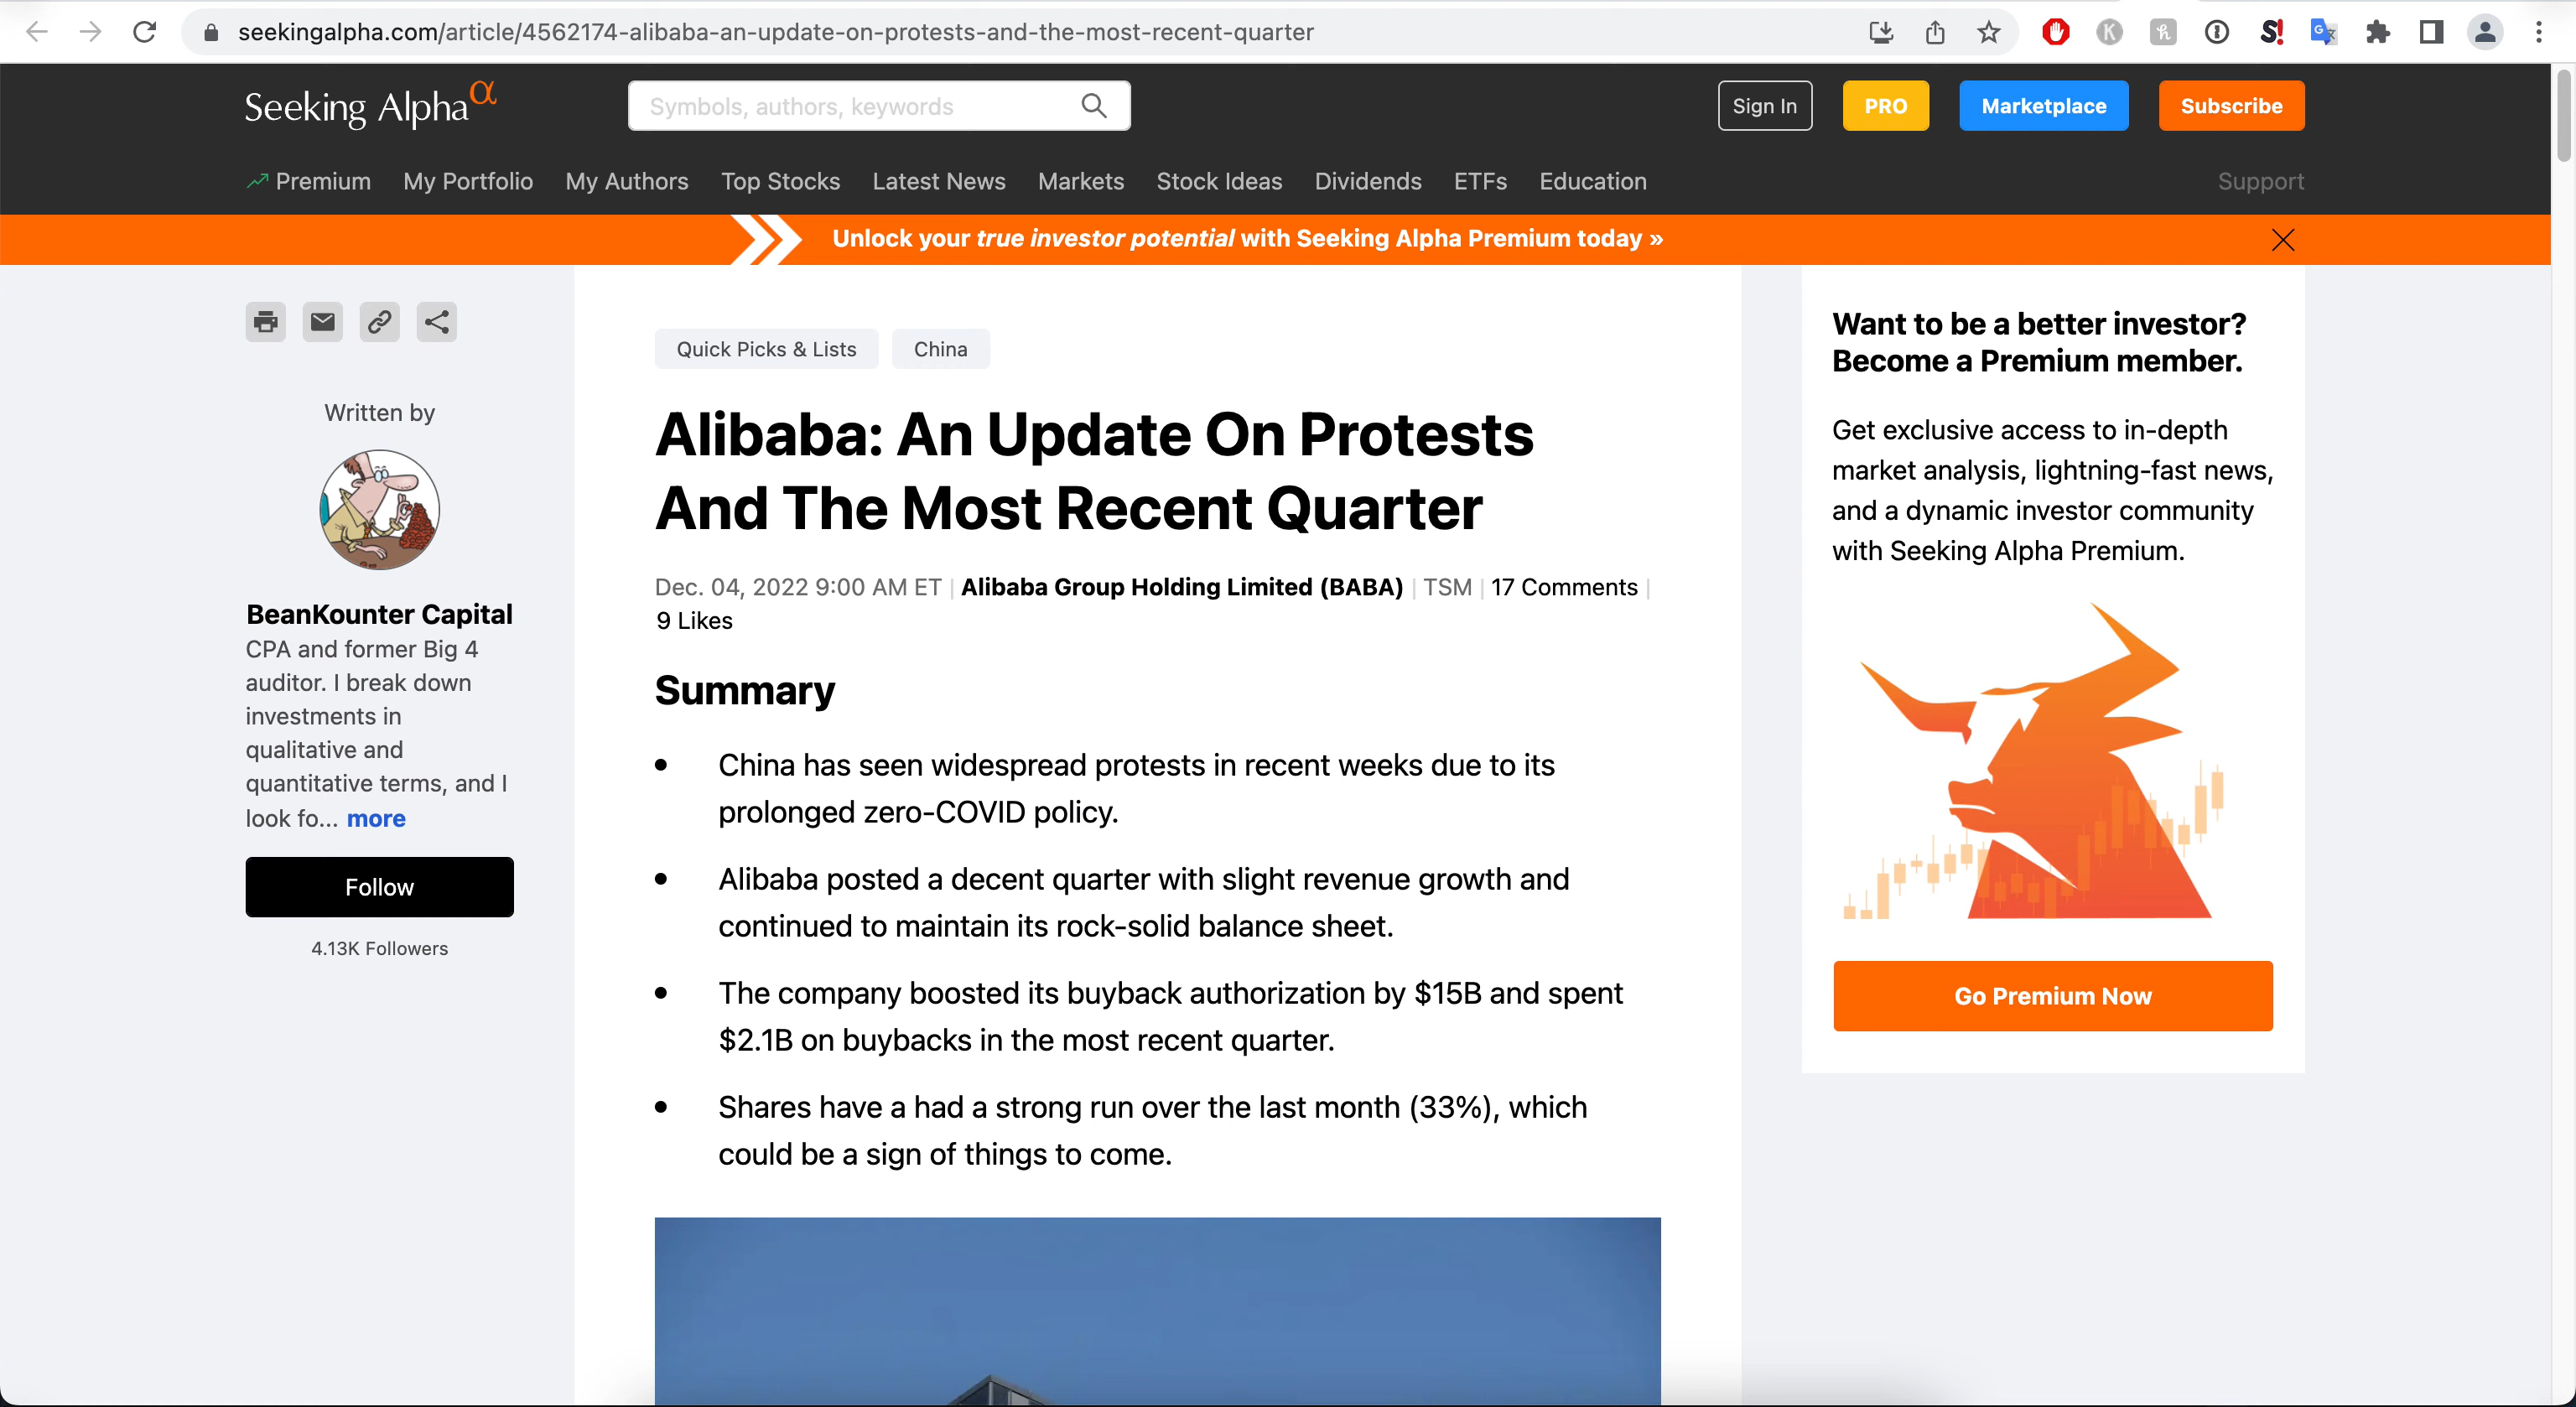 seekingalpha.com/article/4562174-alibaba-an-update-on-protests-and-the-most-recent-quarter
Seeking Alpha α
Symbols, authors, keywords
Sign In
PRO
Marketplace
Subscribe
Premium
My Portfolio
My Authors
Top Stocks
Latest News
Markets
Stock Ideas
Dividends
ETFs
Education
Support
Unlock your true investor potential with Seeking Alpha Premium today »
Written by
BeanKounter Capital
CPA and former Big 4
auditor. I break down
investments in
qualitative and
quantitative terms, and I
look fo... more
Follow
4.13K Followers
Quick Picks & Lists
China
Alibaba: An Update On Protests
And The Most Recent Quarter
Dec. 04, 2022 9:00 AM ET | Alibaba Group Holding Limited (BABA) | TSM | 17 Comments |
9 Likes
Summary
• China has seen widespread protests in recent weeks due to its
prolonged zero-COVID policy.
• Alibaba posted a decent quarter with slight revenue growth and
continued to maintain its rock-solid balance sheet.
• The company boosted its buyback authorization by $15B and spent
$2.1B on buybacks in the most recent quarter.
• Shares have a had a strong run over the last month (33%), which
could be a sign of things to come.
Want to be a better investor?
Become a Premium member.
Get exclusive access to in-depth
market analysis, lightning-fast news,
and a dynamic investor community
with Seeking Alpha Premium.
Go Premium Now